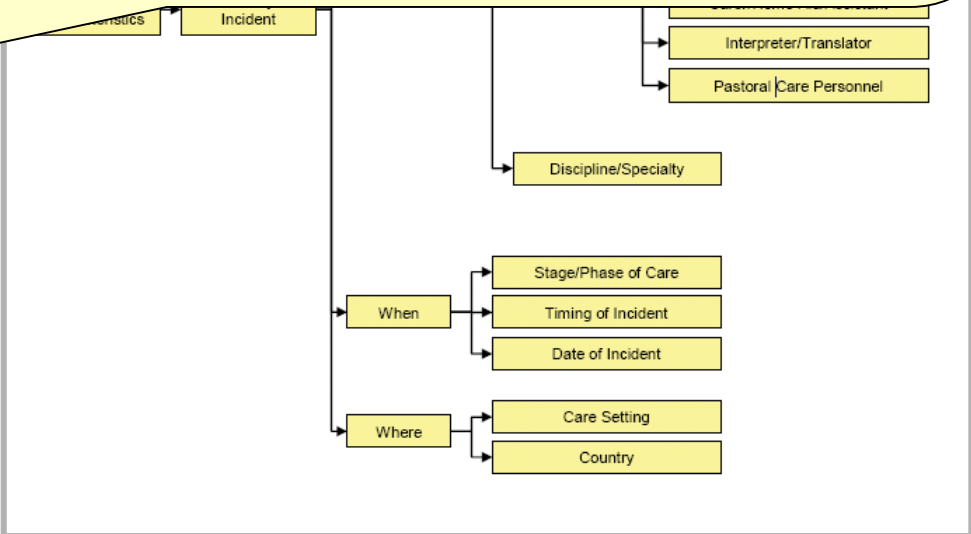 Incident
Interpreter/Translator
Pastoral Care Personnel
Discipline/Specialty
Stage/Phase of Care
When
Timing of Incident
Date of Incident
Care Setting
Where
Country